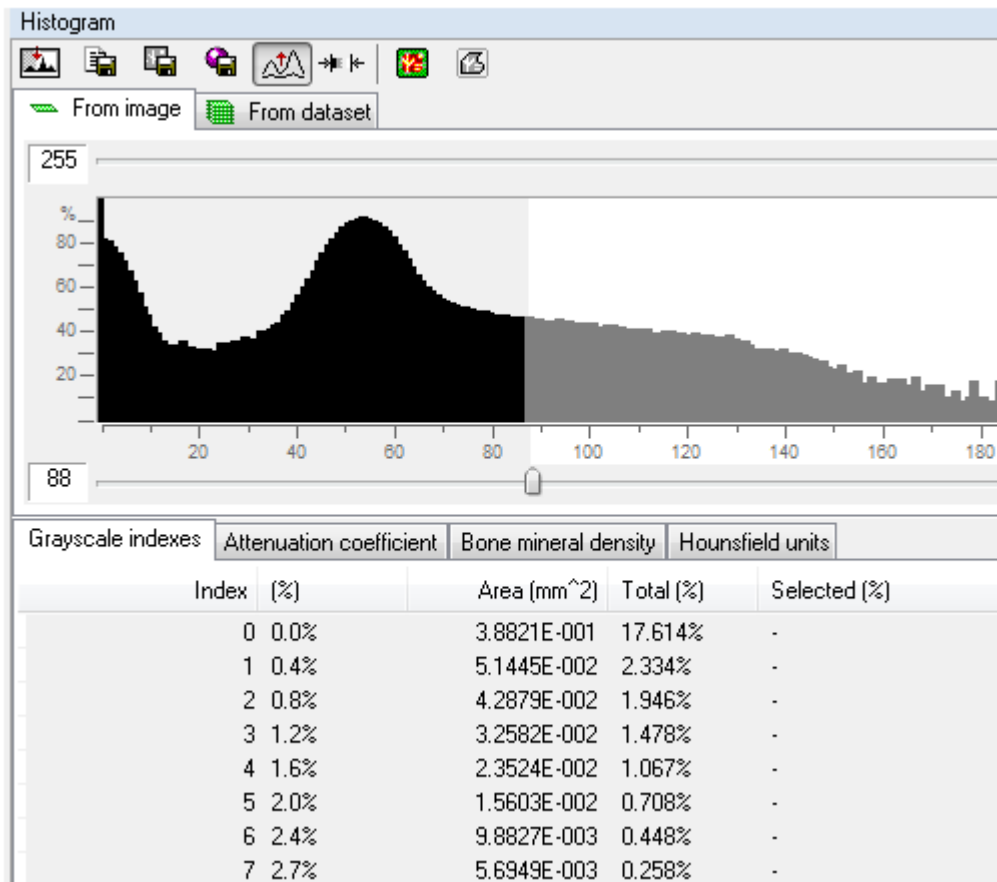 Histogram
From image From dataset
255
%
80
60
40
20
20 40 60 80 100 120 140 160 180
88
Grayscale indexes Attenuation coefficient Bone mineral density Hounsfield units
Index (%) Area (mm^2) Total (%) Selected (%)
0 0.0% 3.8821E-001 17.614% -
1 0.4% 5.1445E-002 2.334% -
2 0.8% 4.2879E-002 1.946% -
3 1.2% 3.2582E-002 1.478% -
4 1.6% 2.3524E-002 1.067% -
5 2.0% 1.5603E-002 0.708% -
6 2.4% 9.8827E-003 0.448% -
7 2.7% 5.6949E-003 0.258% -